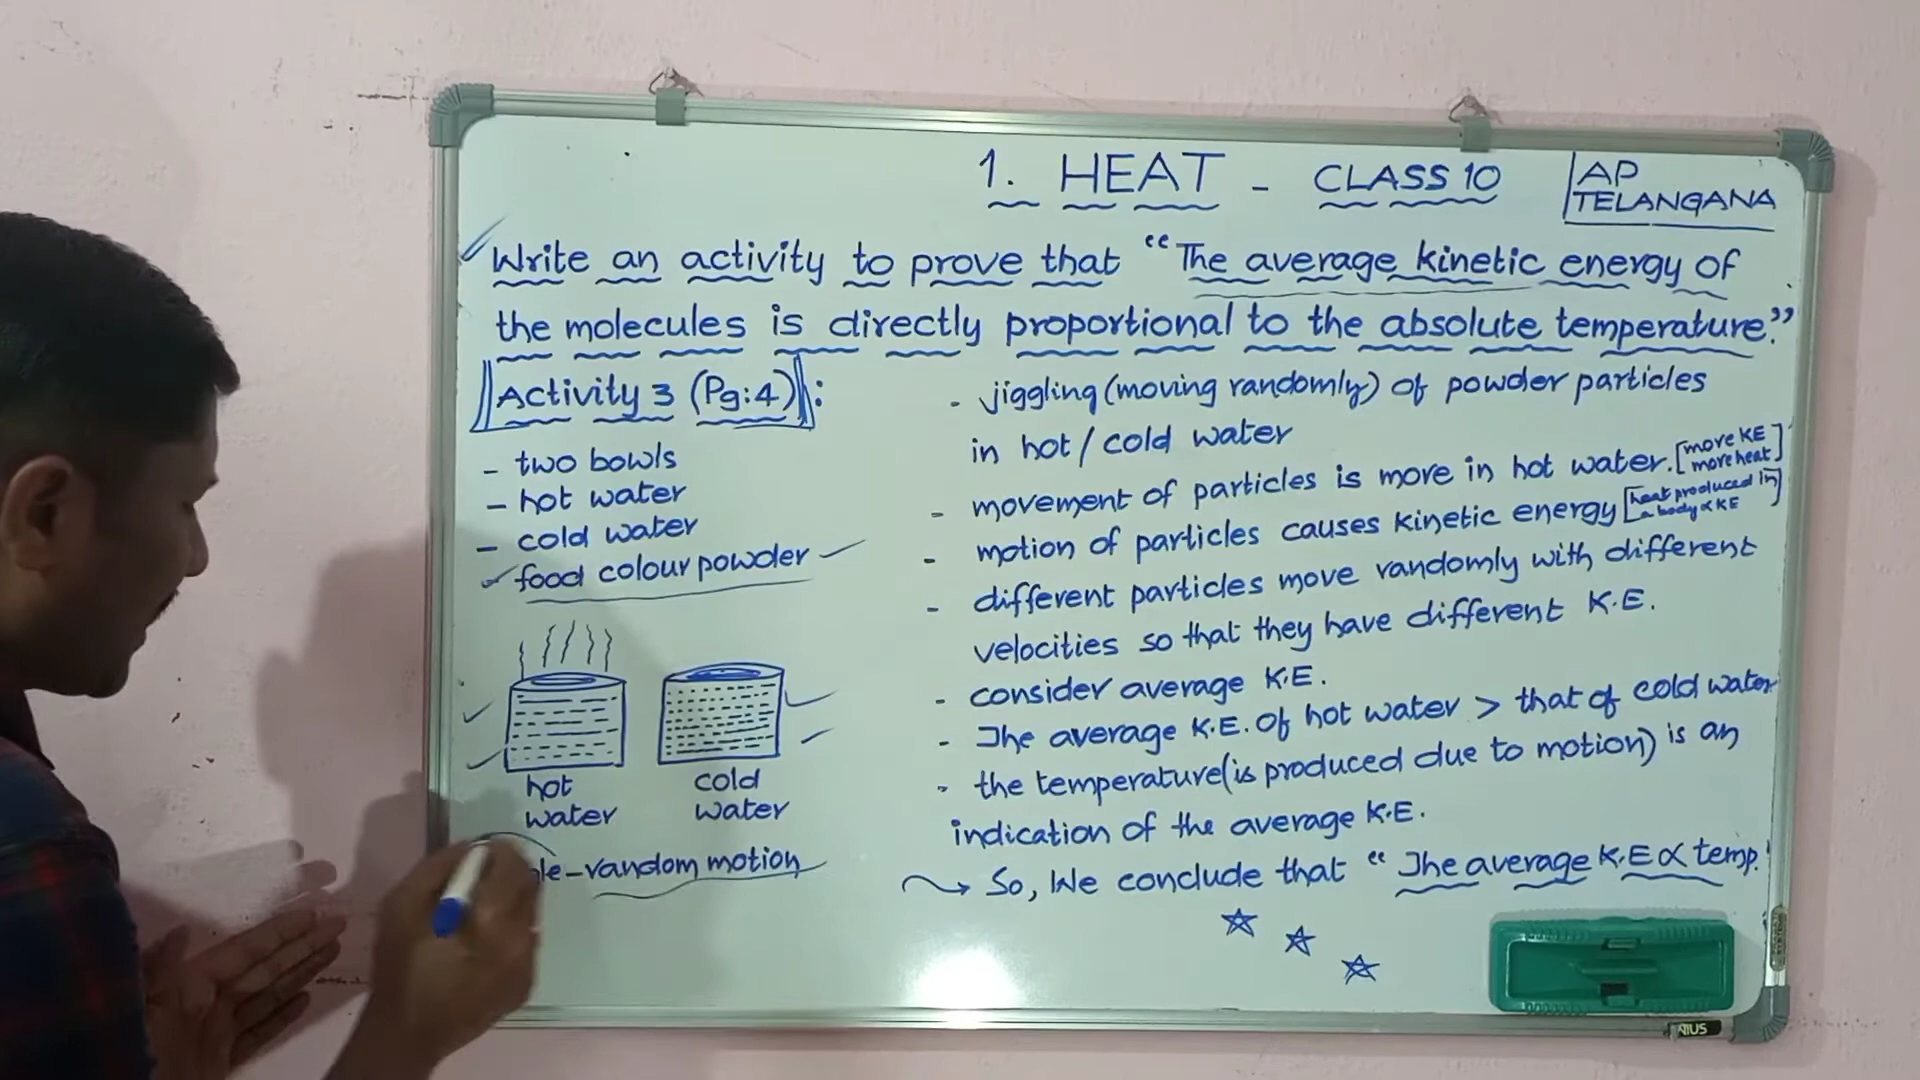 1. HEAT - CLASS 10
AP
TELANGANA
Write an activity to prove that “The average kinetic energy of
the molecules is directly proportional to the absolute temperature.”
Activity 3 (Pg:4):
- two bowls
- hot water
- cold water
- food colour powder
hot
water
cold
water
-random motion
- jiggling (moving randomly) of powder particles
in hot / cold water
- movement of particles is more in hot water. [more KE
more heat]
- motion of particles causes kinetic energy [heat produced in
a body ∝ KE]
- different particles move randomly with different
velocities so that they have different K.E.
- consider average K.E.
- The average K.E. of hot water > that of cold water
- the temperature (is produced due to motion) is an
indication of the average K.E.
→ So, We conclude that “The average K.E ∝ temp.”